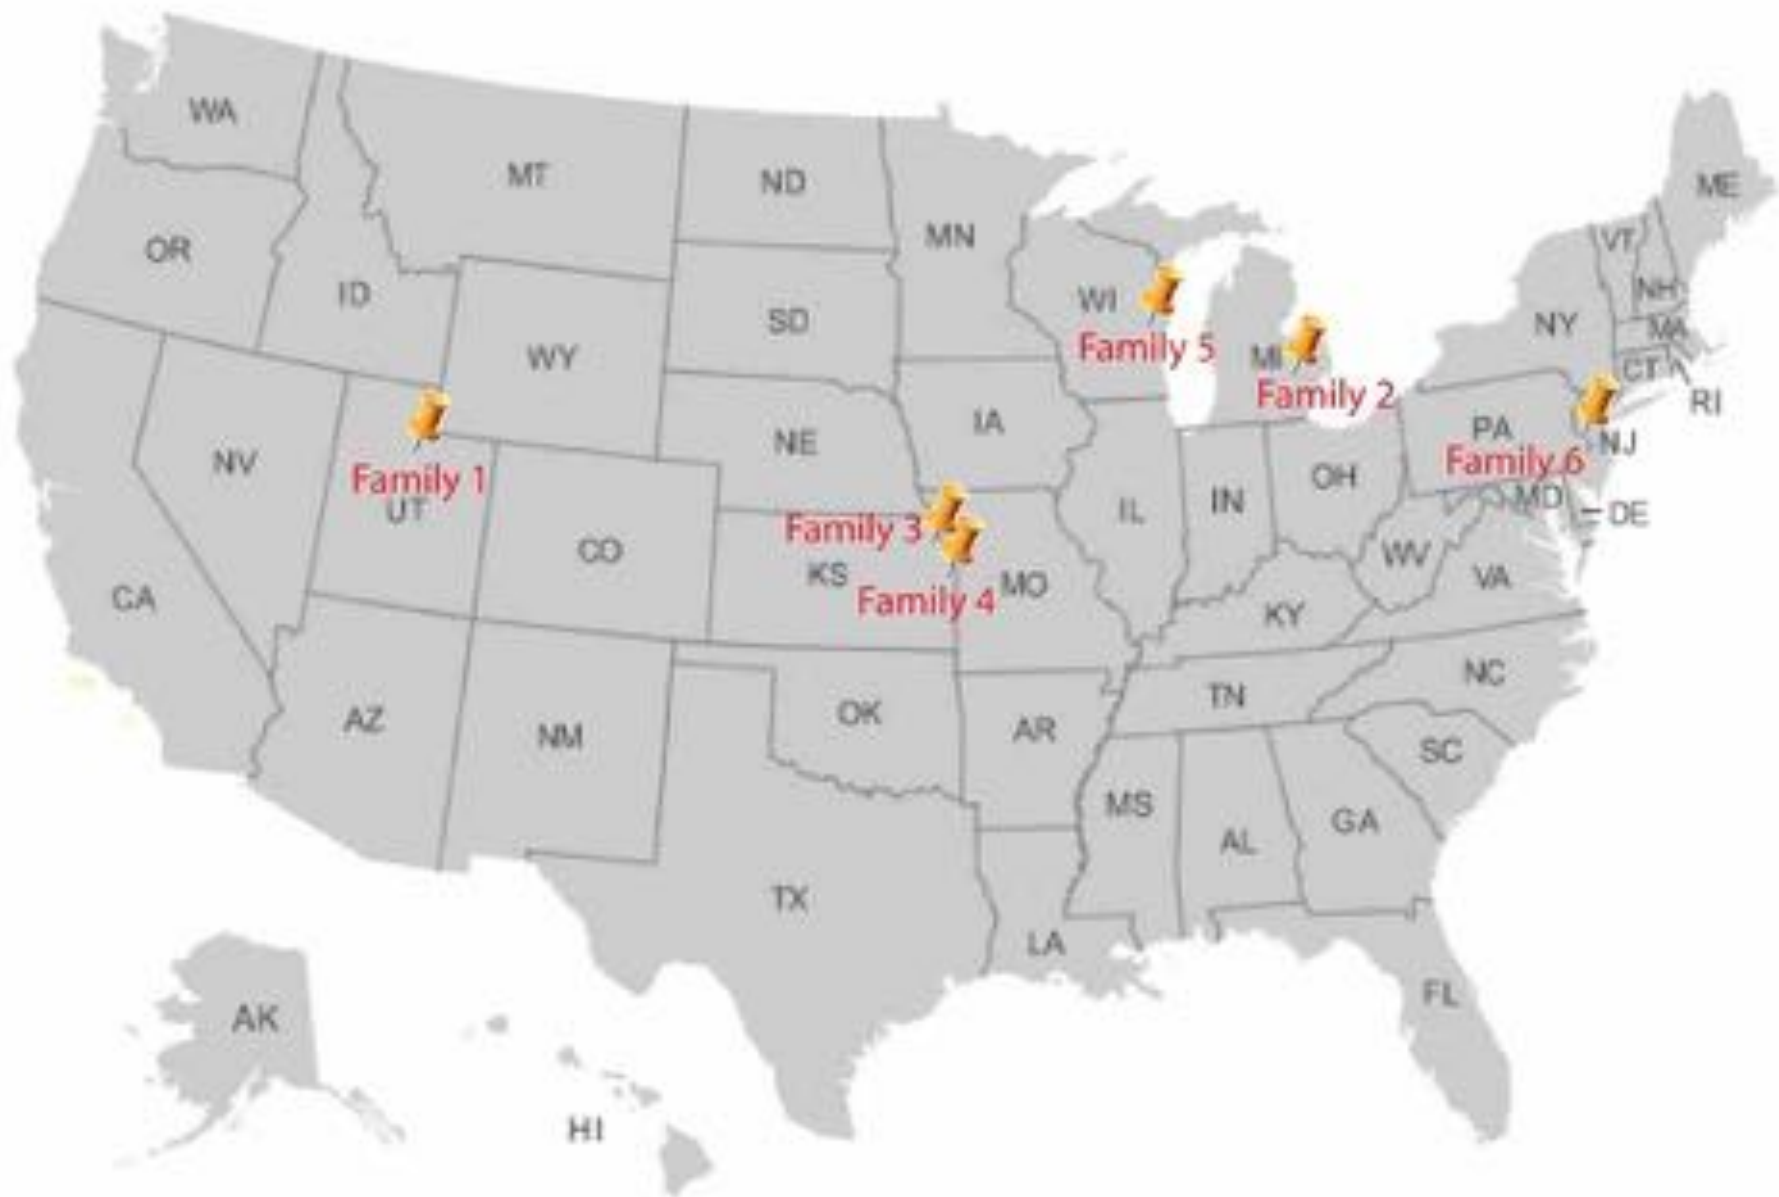 WA
MT
ND
MN
ME
OR
ID
SD
WI
VT
NH
NY
MA
WY
Family 5
MI
CT
Family 2
RI
NV
NE
IA
PA
NJ
Family 1
UT
Family 6
OH
IL
IN
MD
DE
Family 3
CO
KS
MO
WV
VA
CA
Family 4
KY
NC
AZ
NM
OK
AR
TN
SC
MS
AL
GA
TX
LA
FL
AK
HI